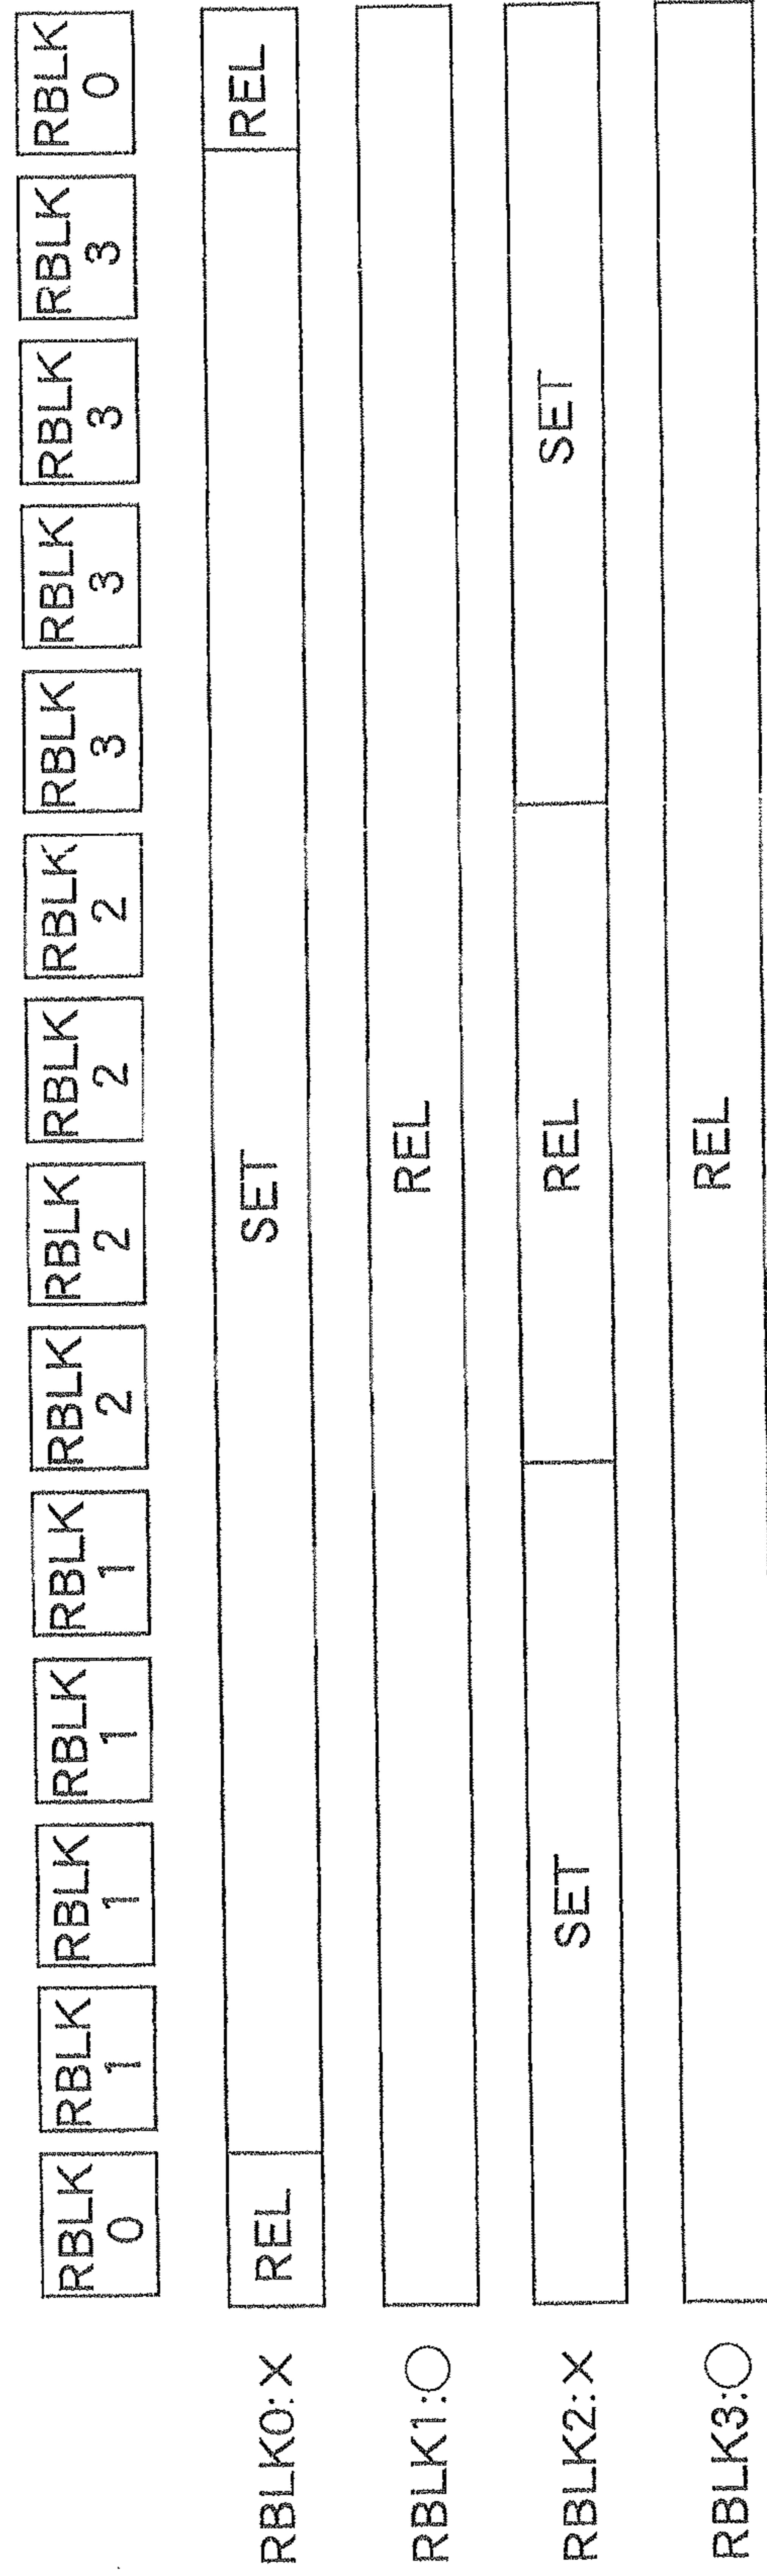 RBLK 0
RBLK 1
RBLK 1
RBLK 1
RBLK 1
RBLK 2
RBLK 2
RBLK 2
RBLK 2
RBLK 3
RBLK 3
RBLK 3
RBLK 3
RBLK 0
RBLK0: X REL SET REL
RBLK1:○ REL
RBLK2: X SET REL SET
RBLK3:○ REL